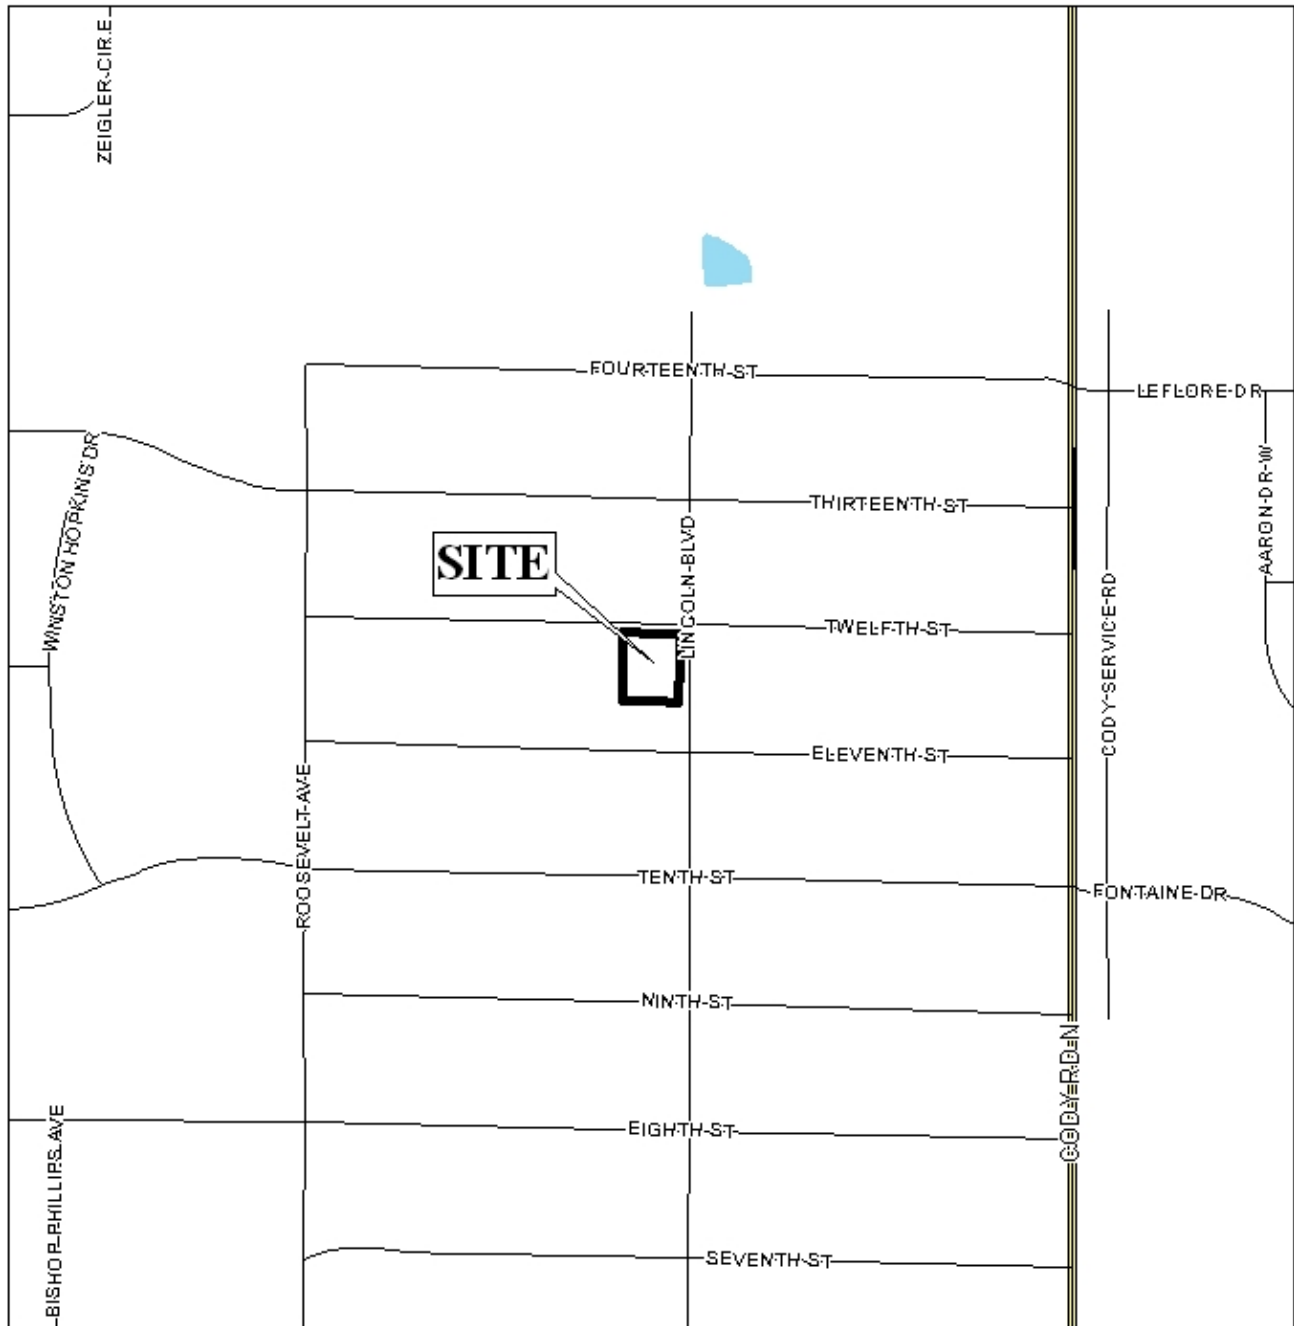 ZEIGLER CIR E
FOURTEENTH ST
LEFLORE DR
WINSTON HOPKINS DR
THIRTEENTH ST
AARON DR W
LINCOLN BLVD
SITE
TWELFTH ST
CODY SERVICE RD
ELEVENTH ST
ROOSEVELT AVE
TENTH ST
FONTAINE DR
NINTH ST
CODY RD N
EIGHTH ST
BISHOP PHILLIPS AVE
SEVENTH ST